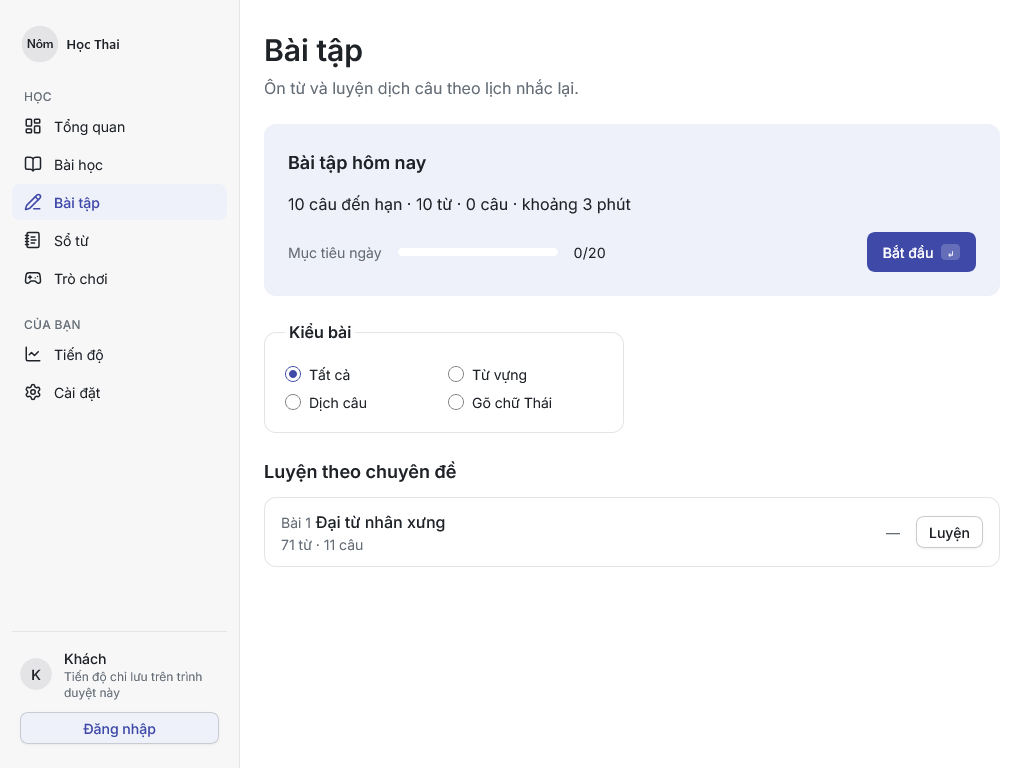 Nôm
Học Thai
HỌC
Tổng quan
Bài học
Bài tập
Sổ từ
Trò chơi
CỦA BẠN
Tiến độ
Cài đặt
K
Khách
Tiến độ chỉ lưu trên trình
duyệt này
Đăng nhập
Bài tập
Ôn từ và luyện dịch câu theo lịch nhắc lại.
Bài tập hôm nay
10 câu đến hạn · 10 từ · 0 câu · khoảng 3 phút
Mục tiêu ngày 0/20
Bắt đầu ↵
Kiểu bài
Tất cả
Từ vựng
Dịch câu
Gõ chữ Thái
Luyện theo chuyên đề
Bài 1 Đại từ nhân xưng
71 từ · 11 câu
—
Luyện